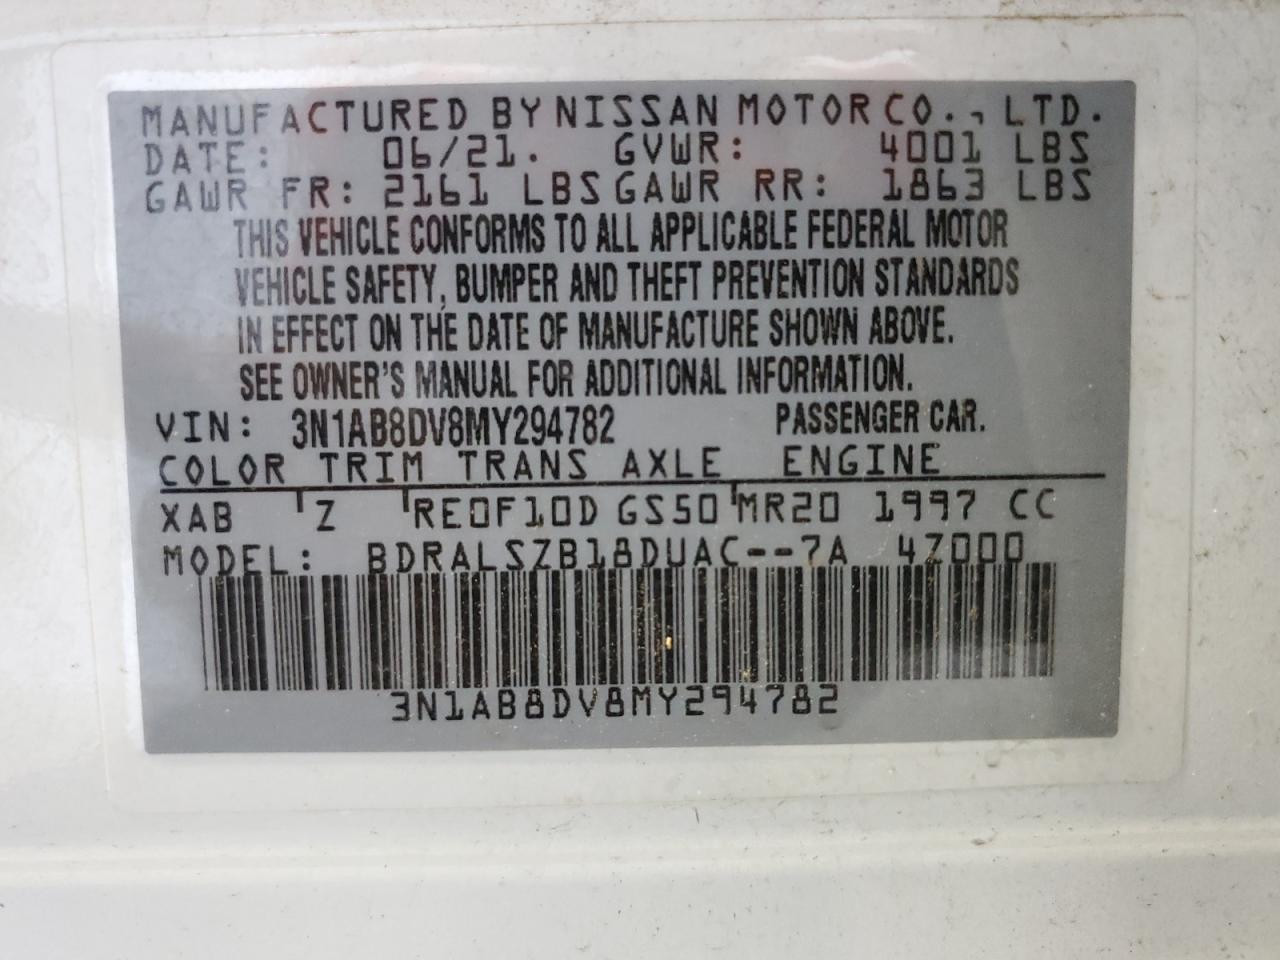 MANUFACTURED BY NISSAN MOTOR CO., LTD.
DATE: 06/21. GVWR: 4001 LBS
GAWR FR: 2161 LBS GAWR RR: 1863 LBS
THIS VEHICLE CONFORMS TO ALL APPLICABLE FEDERAL MOTOR
VEHICLE SAFETY, BUMPER AND THEFT PREVENTION STANDARDS
IN EFFECT ON THE DATE OF MANUFACTURE SHOWN ABOVE.
SEE OWNER'S MANUAL FOR ADDITIONAL INFORMATION.
VIN: 3N1AB8DV8MY294782 PASSENGER CAR.
COLOR TRIM TRANS AXLE ENGINE
XAB Z RE0F10D GS50 MR20 1997 CC
MODEL: BDRALSZB18DUAC--7A 4Z000
3N1AB8DV8MY294782